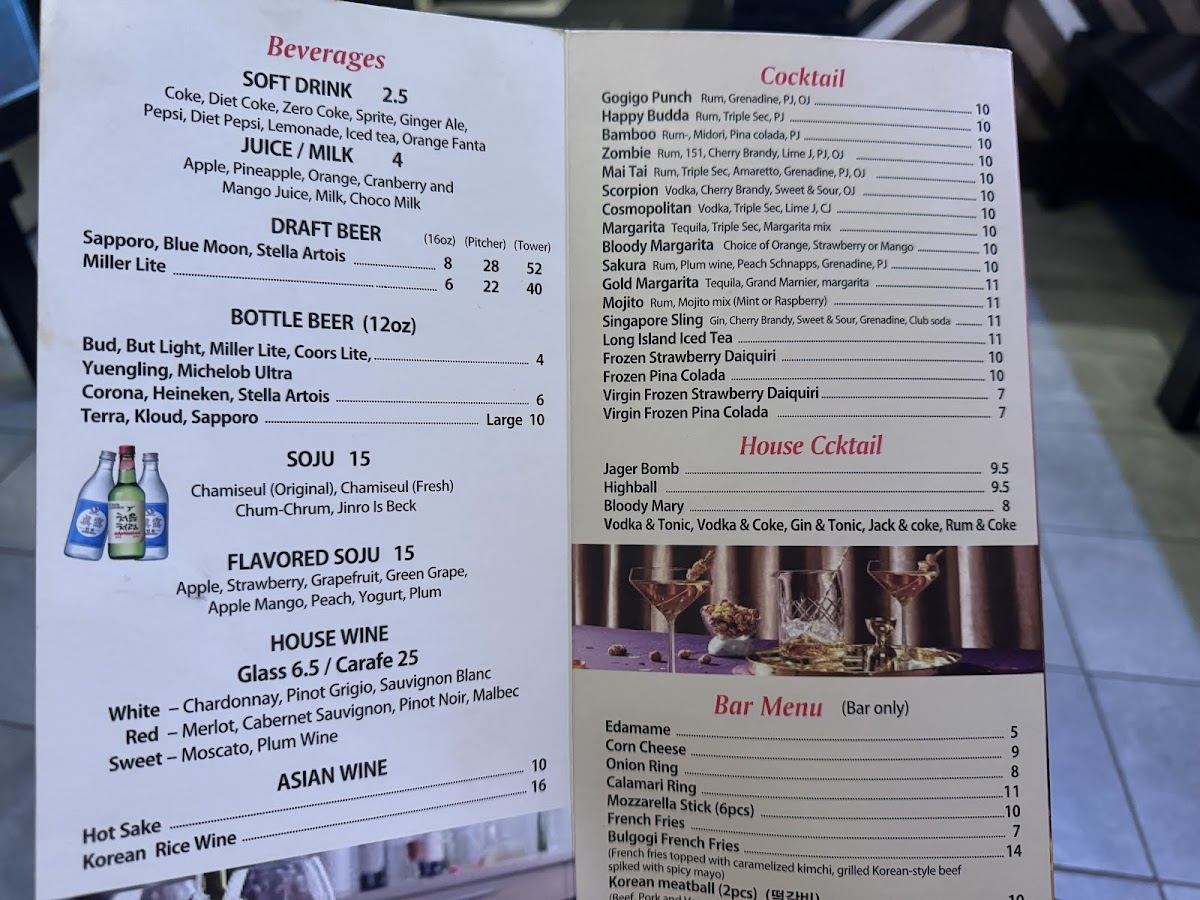 Beverages
SOFT DRINK 2.5
Coke, Diet Coke, Zero Coke, Sprite, Ginger Ale,
Pepsi, Diet Pepsi, Lemonade, Iced tea, Orange Fanta
JUICE / MILK 4
Apple, Pineapple, Orange, Cranberry and
Mango Juice, Milk, Choco Milk
DRAFT BEER (16oz) (Pitcher) (Tower)
Sapporo, Blue Moon, Stella Artois 8 28 52
Miller Lite 6 22 40
BOTTLE BEER (12oz)
Bud, But Light, Miller Lite, Coors Lite, 4
Yuengling, Michelob Ultra
Corona, Heineken, Stella Artois 6
Terra, Kloud, Sapporo Large 10
SOJU 15
Chamiseul (Original), Chamiseul (Fresh)
Chum-Chrum, Jinro Is Beck
FLAVORED SOJU 15
Apple, Strawberry, Grapefruit, Green Grape,
Apple Mango, Peach, Yogurt, Plum
HOUSE WINE
Glass 6.5 / Carafe 25
White – Chardonnay, Pinot Grigio, Sauvignon Blanc
Red – Merlot, Cabernet Sauvignon, Pinot Noir, Malbec
Sweet – Moscato, Plum Wine
ASIAN WINE
Hot Sake 10
Korean Rice Wine 16
Cocktail
Gogigo Punch Rum, Grenadine, PJ, OJ 10
Happy Budda Rum, Triple Sec, PJ 10
Bamboo Rum-, Midori, Pina colada, PJ 10
Zombie Rum, 151, Cherry Brandy, Lime J, PJ, OJ 10
Mai Tai Rum, Triple Sec, Amaretto, Grenadine, PJ, OJ 10
Scorpion Vodka, Cherry Brandy, Sweet & Sour, OJ 10
Cosmopolitan Vodka, Triple Sec, Lime J, CJ 10
Margarita Tequila, Triple Sec, Margarita mix 10
Bloody Margarita Choice of Orange, Strawberry or Mango 10
Sakura Rum, Plum wine, Peach Schnapps, Grenadine, PJ 10
Gold Margarita Tequila, Grand Marnier, margarita 11
Mojito Rum, Mojito mix (Mint or Raspberry) 11
Singapore Sling Gin, Cherry Brandy, Sweet & Sour, Grenadine, Club soda 11
Long Island Iced Tea 11
Frozen Strawberry Daiquiri 10
Frozen Pina Colada 10
Virgin Frozen Strawberry Daiquiri 7
Virgin Frozen Pina Colada 7
House Ccktail
Jager Bomb 9.5
Highball 9.5
Bloody Mary 8
Vodka & Tonic, Vodka & Coke, Gin & Tonic, Jack & coke, Rum & Coke
Bar Menu (Bar only)
Edamame 5
Corn Cheese 9
Onion Ring 8
Calamari Ring 11
Mozzarella Stick (6pcs) 10
French Fries 7
Bulgogi French Fries 14
(French fries topped with caramelized kimchi, grilled Korean-style beef
spiked with spicy mayo)
Korean meatball (2pcs) (떡갈비) 10
(Beef, Pork and